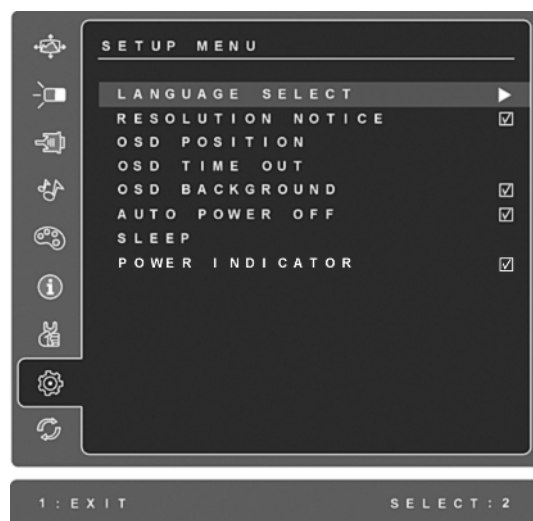 SETUP MENU
LANGUAGE SELECT
RESOLUTION NOTICE
OSD POSITION
OSD TIME OUT
OSD BACKGROUND
AUTO POWER OFF
SLEEP
POWER INDICATOR
1:EXIT SELECT:2